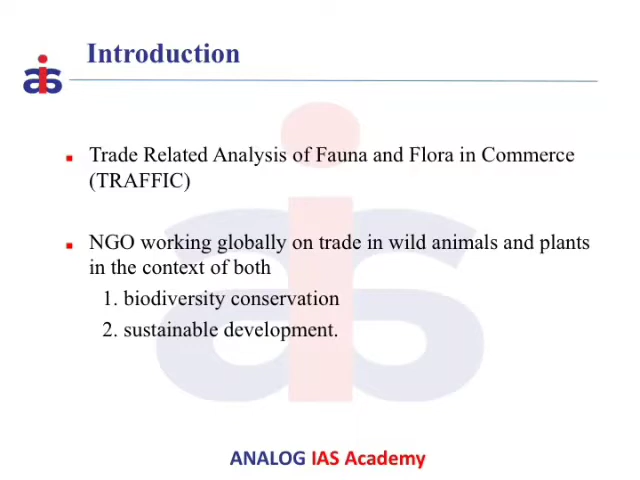 Introduction
Trade Related Analysis of Fauna and Flora in Commerce
(TRAFFIC)
NGO working globally on trade in wild animals and plants
in the context of both
1. biodiversity conservation
2. sustainable development.
ANALOG IAS Academy